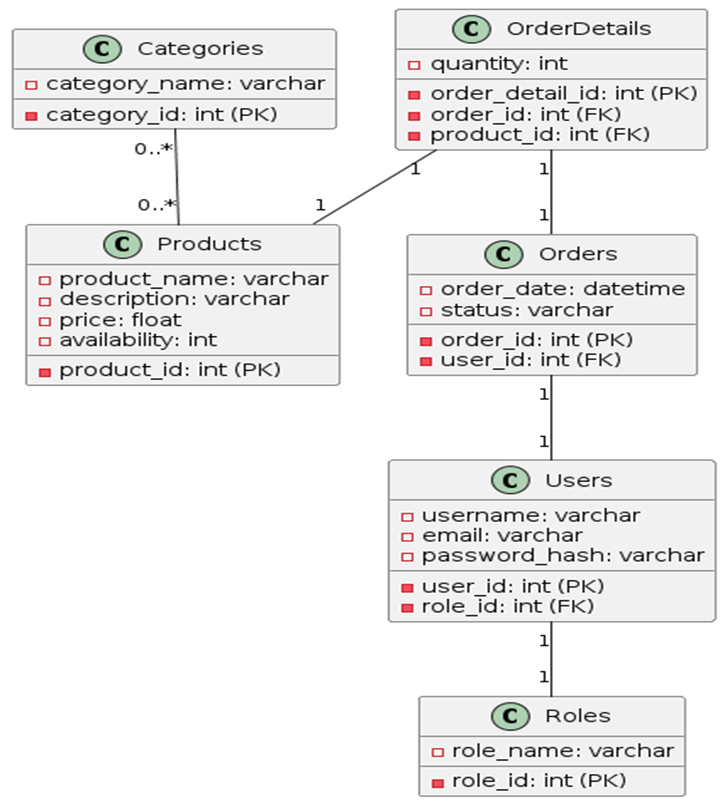 C Categories
category_name: varchar
category_id: int (PK)
C OrderDetails
quantity: int
order_detail_id: int (PK)
order_id: int (FK)
product_id: int (FK)
0..*
0..*
1
1
1
1
C Products
product_name: varchar
description: varchar
price: float
availability: int
product_id: int (PK)
C Orders
order_date: datetime
status: varchar
order_id: int (PK)
user_id: int (FK)
1
1
C Users
username: varchar
email: varchar
password_hash: varchar
user_id: int (PK)
role_id: int (FK)
1
1
C Roles
role_name: varchar
role_id: int (PK)